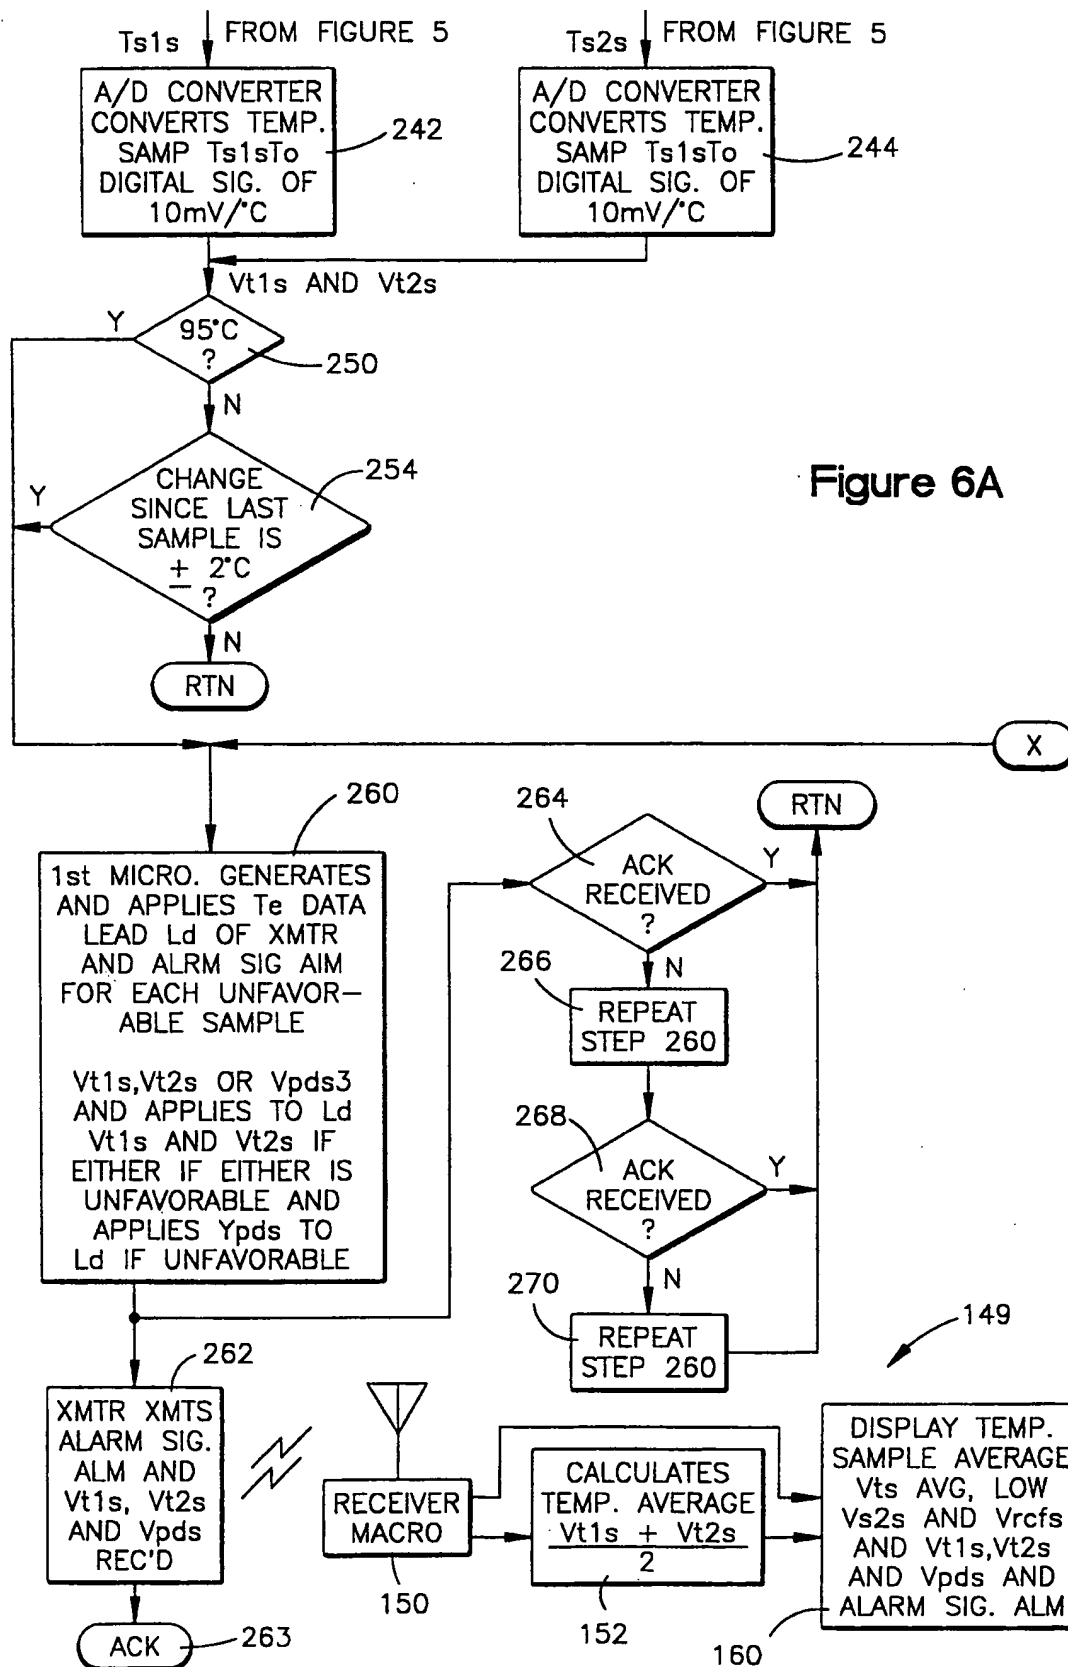 Ts1s FROM FIGURE 5
Ts2s FROM FIGURE 5
A/D CONVERTER
CONVERTS TEMP.
SAMP Ts1sTo
DIGITAL SIG. OF
10mV/°C
242
A/D CONVERTER
CONVERTS TEMP.
SAMP Ts1sTo
DIGITAL SIG. OF
10mV/°C
244
Vt1s AND Vt2s
Y
95°C
?
250
N
Y
CHANGE
SINCE LAST
SAMPLE IS
± 2°C
?
254
N
RTN
Figure 6A
X
260
1st MICRO. GENERATES
AND APPLIES Te DATA
LEAD Ld OF XMTR
AND ALRM SIG AIM
FOR EACH UNFAVOR–
ABLE SAMPLE
Vt1s,Vt2s OR Vpds3
AND APPLIES TO Ld
Vt1s AND Vt2s IF
EITHER IF EITHER IS
UNFAVORABLE AND
APPLIES Ypds TO
Ld IF UNFAVORABLE
264
ACK
RECEIVED
?
Y
RTN
N
266
REPEAT
STEP 260
268
ACK
RECEIVED
?
Y
N
270
REPEAT
STEP 260
149
262
XMTR XMTS
ALARM SIG.
ALM AND
Vt1s, Vt2s
AND Vpds
REC'D
ACK
263
RECEIVER
MACRO
150
CALCULATES
TEMP. AVERAGE
Vt1s + Vt2s
2
152
DISPLAY TEMP.
SAMPLE AVERAGE
Vts AVG, LOW
Vs2s AND Vrcfs
AND Vt1s,Vt2s
AND Vpds AND
ALARM SIG. ALM
160